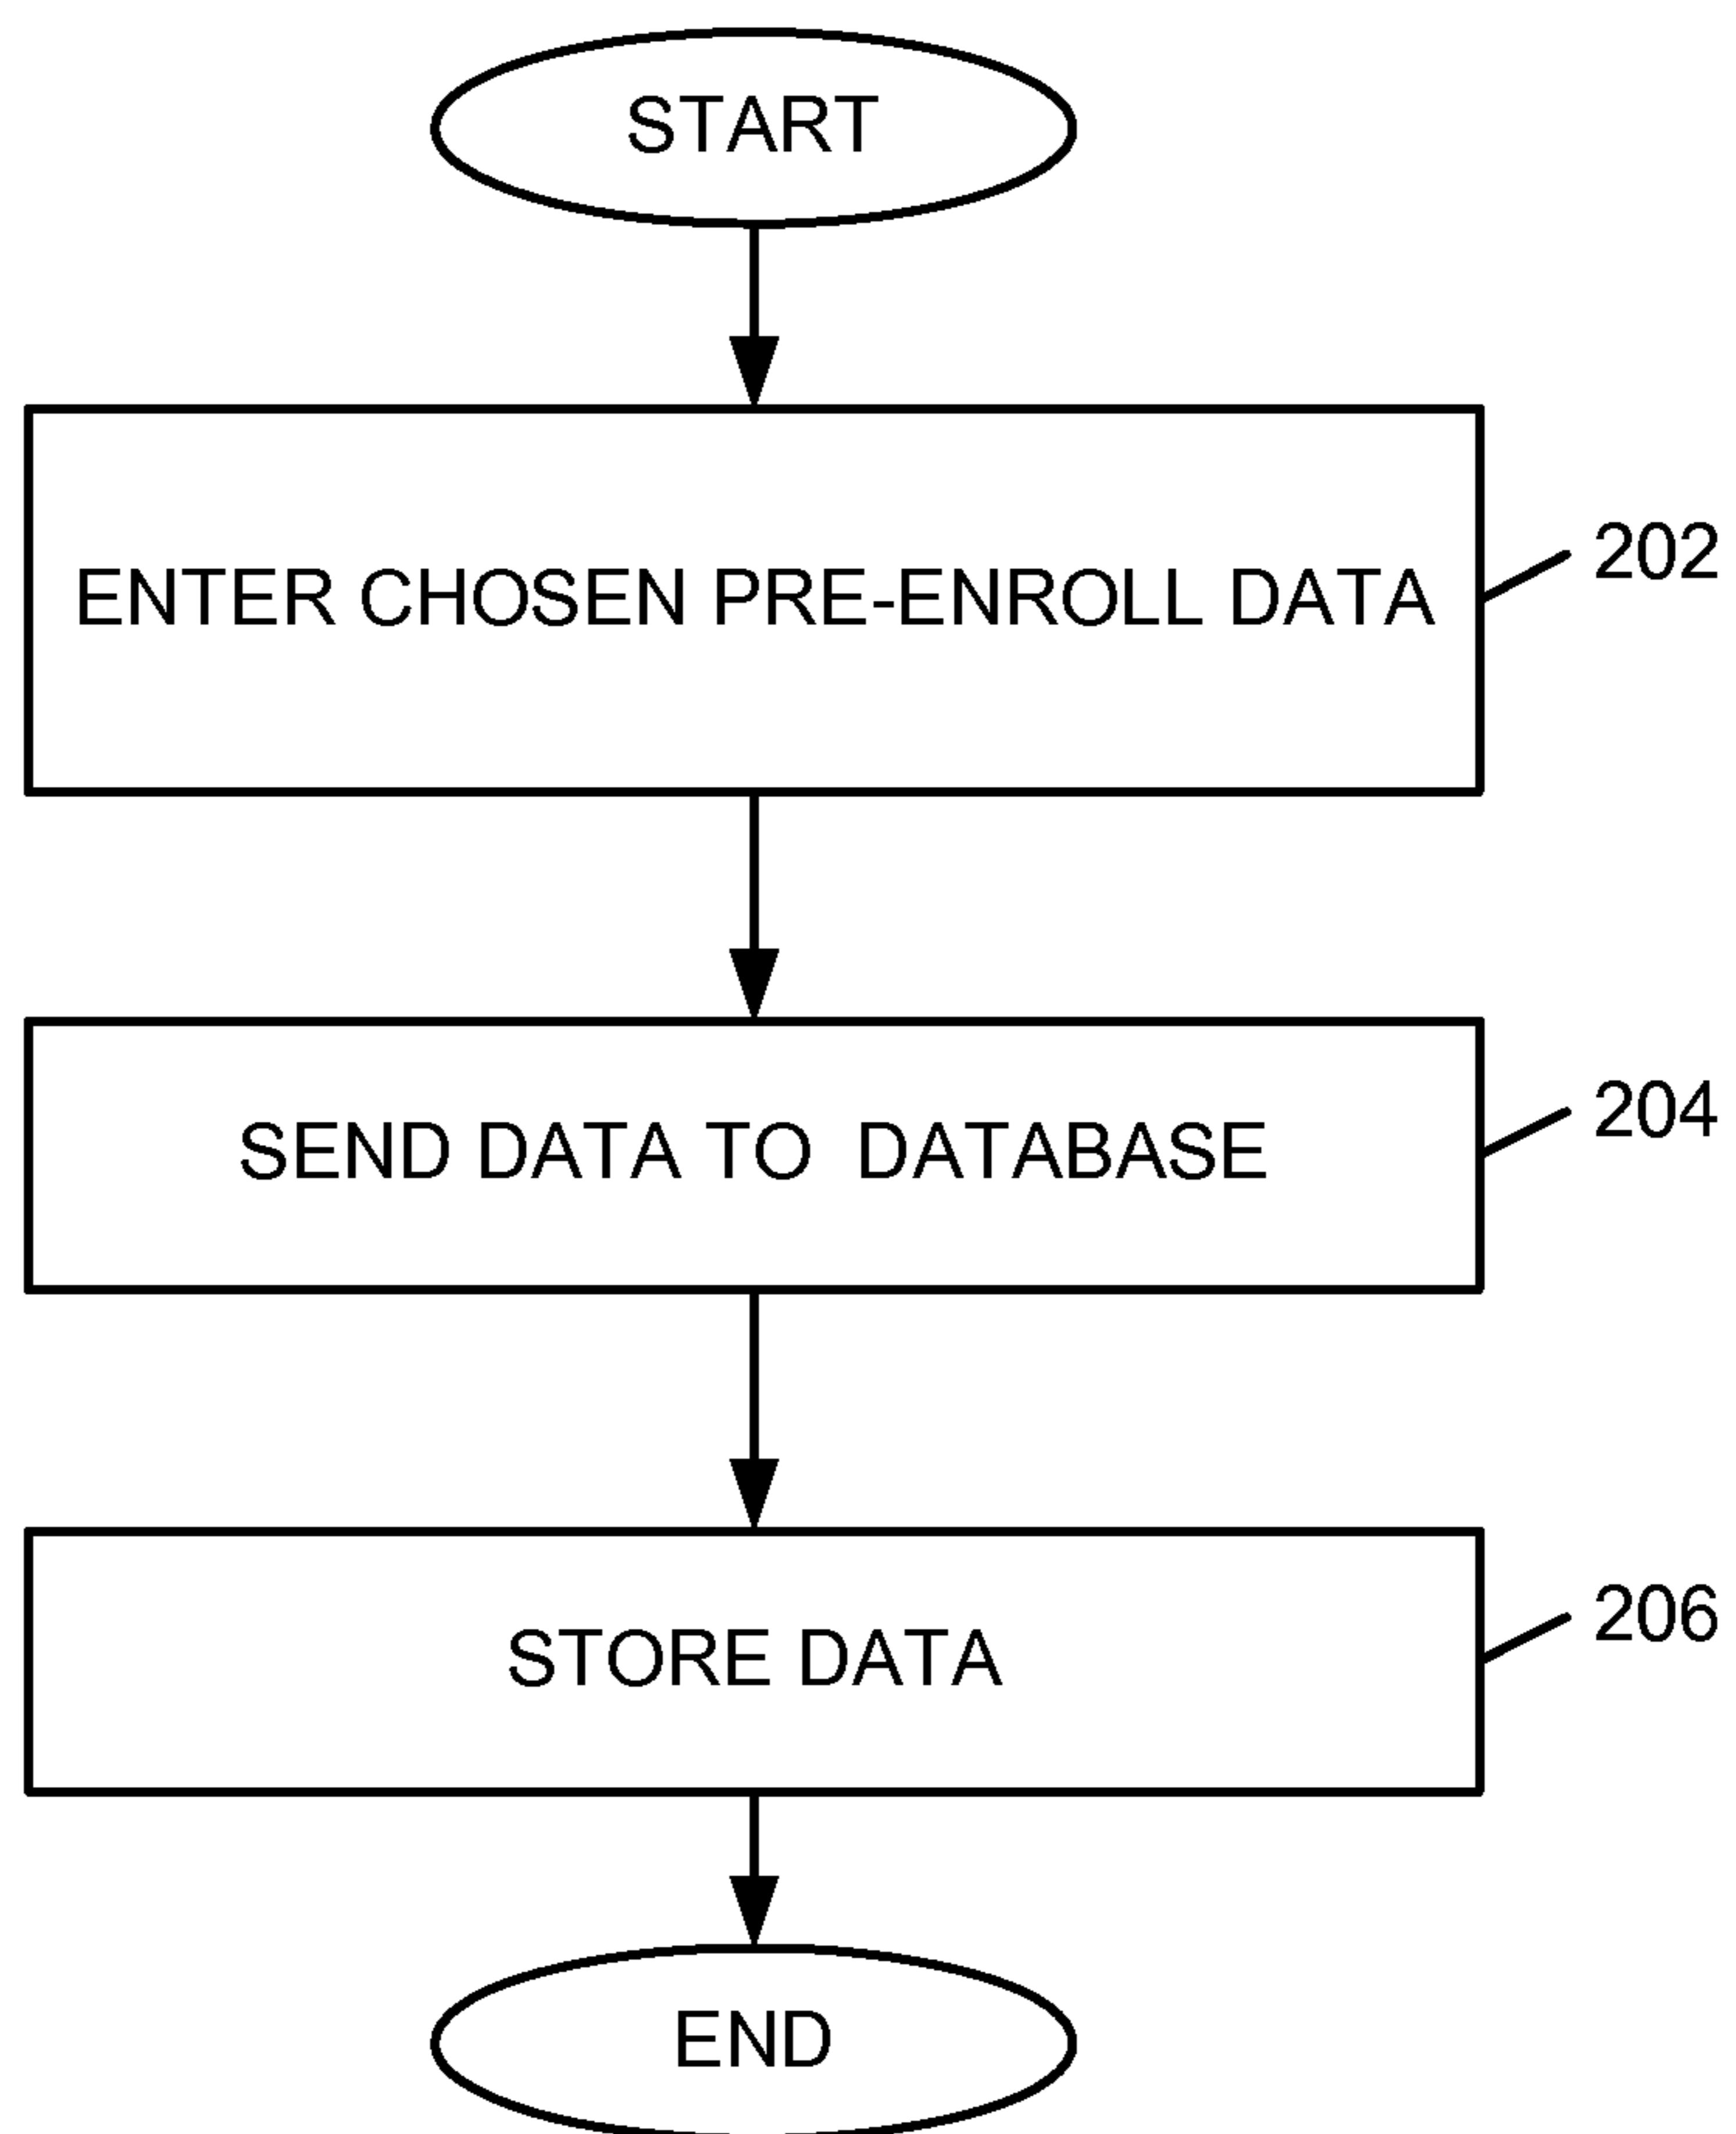 START
ENTER CHOSEN PRE-ENROLL DATA
202
SEND DATA TO DATABASE
204
STORE DATA
206
END